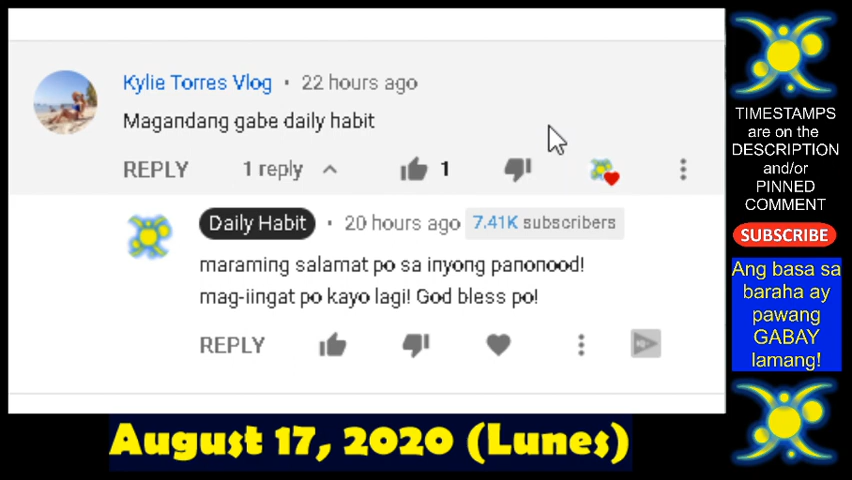 Kylie Torres Vlog • 22 hours ago
Magandang gabe daily habit
REPLY 1 reply 1
Daily Habit • 20 hours ago 7.41K subscribers
maraming salamat po sa inyong panonood!
mag-iingat po kayo lagi! God bless po!
REPLY
TIMESTAMPS
are on the
DESCRIPTION
and/or
PINNED
COMMENT
SUBSCRIBE
Ang basa sa
baraha ay
pawang
GABAY
lamang!
August 17, 2020 (Lunes)